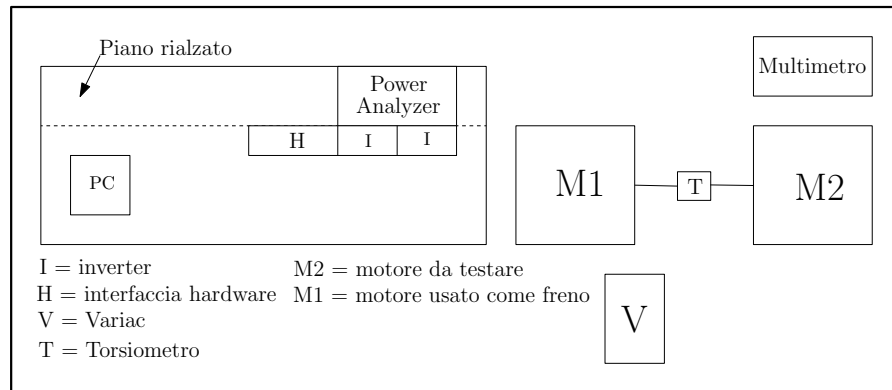 Piano rialzato
Power
Analyzer
Multimetro
H
I
I
PC
M1
T
M2
I = inverter
H = interfaccia hardware
V = Variac
T = Torsiometro
M2 = motore da testare
M1 = motore usato come freno
V